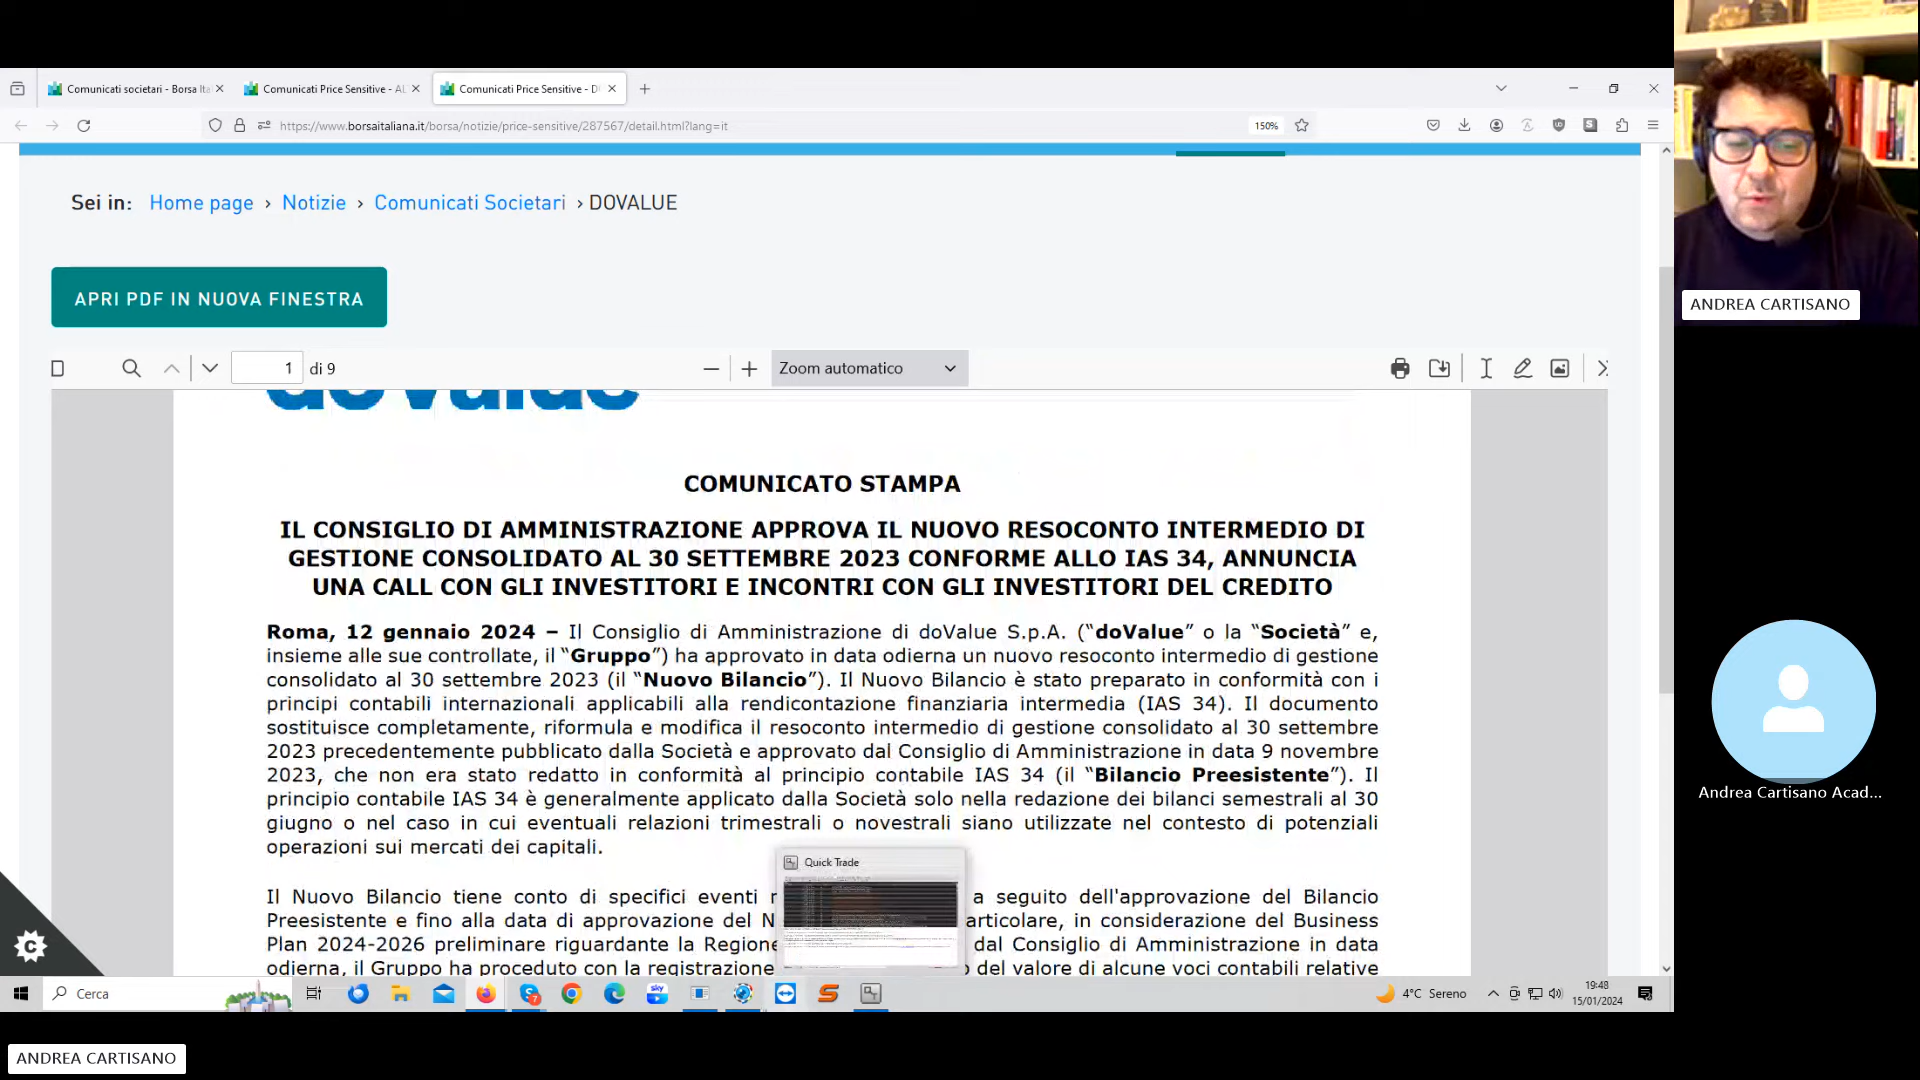 Comunicati societari - Borsa Ita
Comunicati Price Sensitive - AL
Comunicati Price Sensitive - D
https://www.borsaitaliana.it/borsa/notizie/price-sensitive/287567/detail.html?lang=it
150%
Sei in: Home page › Notizie › Comunicati Societari › DOVALUE
APRI PDF IN NUOVA FINESTRA
1 di 9
Zoom automatico
doValue
COMUNICATO STAMPA
IL CONSIGLIO DI AMMINISTRAZIONE APPROVA IL NUOVO RESOCONTO INTERMEDIO DI
GESTIONE CONSOLIDATO AL 30 SETTEMBRE 2023 CONFORME ALLO IAS 34, ANNUNCIA
UNA CALL CON GLI INVESTITORI E INCONTRI CON GLI INVESTITORI DEL CREDITO
Roma, 12 gennaio 2024 – Il Consiglio di Amministrazione di doValue S.p.A. (“doValue” o la “Società” e,
insieme alle sue controllate, il “Gruppo”) ha approvato in data odierna un nuovo resoconto intermedio di gestione
consolidato al 30 settembre 2023 (il “Nuovo Bilancio”). Il Nuovo Bilancio è stato preparato in conformità con i
principi contabili internazionali applicabili alla rendicontazione finanziaria intermedia (IAS 34). Il documento
sostituisce completamente, riformula e modifica il resoconto intermedio di gestione consolidato al 30 settembre
2023 precedentemente pubblicato dalla Società e approvato dal Consiglio di Amministrazione in data 9 novembre
2023, che non era stato redatto in conformità al principio contabile IAS 34 (il “Bilancio Preesistente”). Il
principio contabile IAS 34 è generalmente applicato dalla Società solo nella redazione dei bilanci semestrali al 30
giugno o nel caso in cui eventuali relazioni trimestrali o novestrali siano utilizzate nel contesto di potenziali
operazioni sui mercati dei capitali.
Il Nuovo Bilancio tiene conto di specifici eventi a seguito dell'approvazione del Bilancio
Preesistente e fino alla data di approvazione del articolare, in considerazione del Business
Plan 2024-2026 preliminare riguardante la Regione dal Consiglio di Amministrazione in data
odierna, il Gruppo ha proceduto con la registrazione del valore di alcune voci contabili relative
Quick Trade
Cerca
sky
7
4°C Sereno
19:48
15/01/2024
ANDREA CARTISANO
Andrea Cartisano Acad...
ANDREA CARTISANO